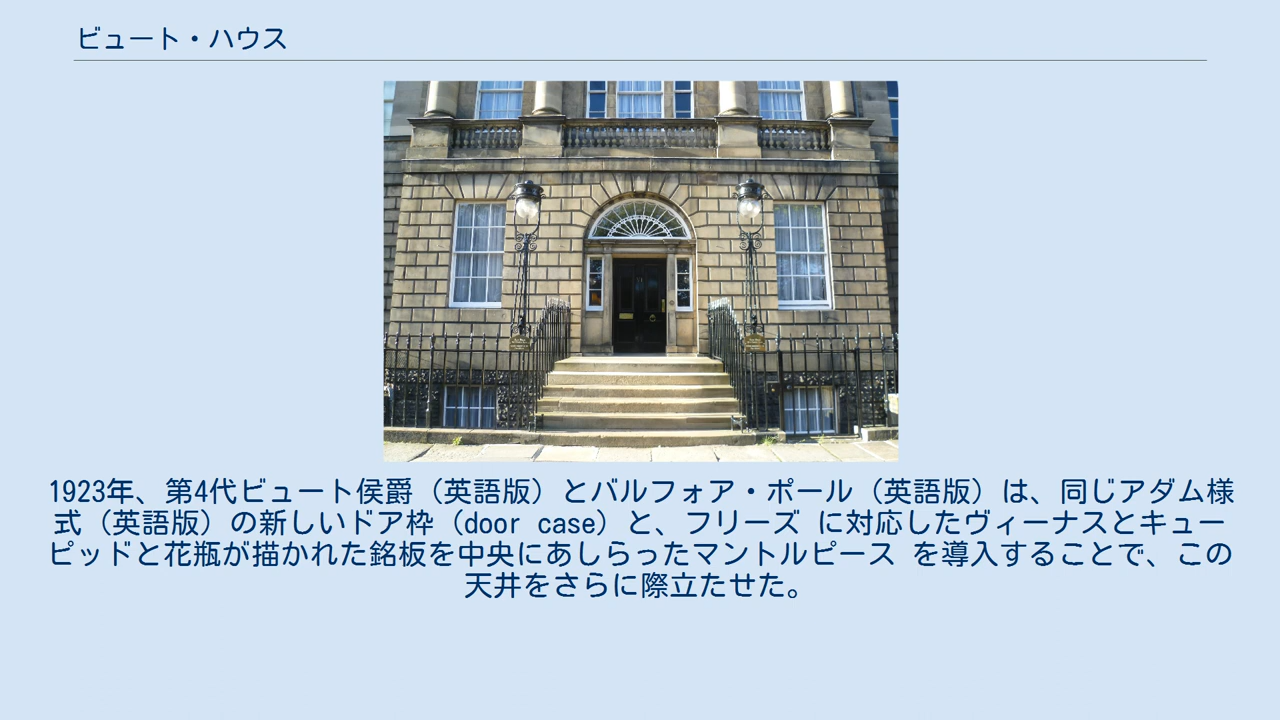 ビュート・ハウス
1923年、第4代ビュート侯爵（英語版）とバルフォア・ポール（英語版）は、同じアダム様
式（英語版）の新しいドア枠（door case）と、フリーズ に対応したヴィーナスとキュー
ピッドと花瓶が描かれた銘板を中央にあしらったマントルピース を導入することで、この
天井をさらに際立たせた。